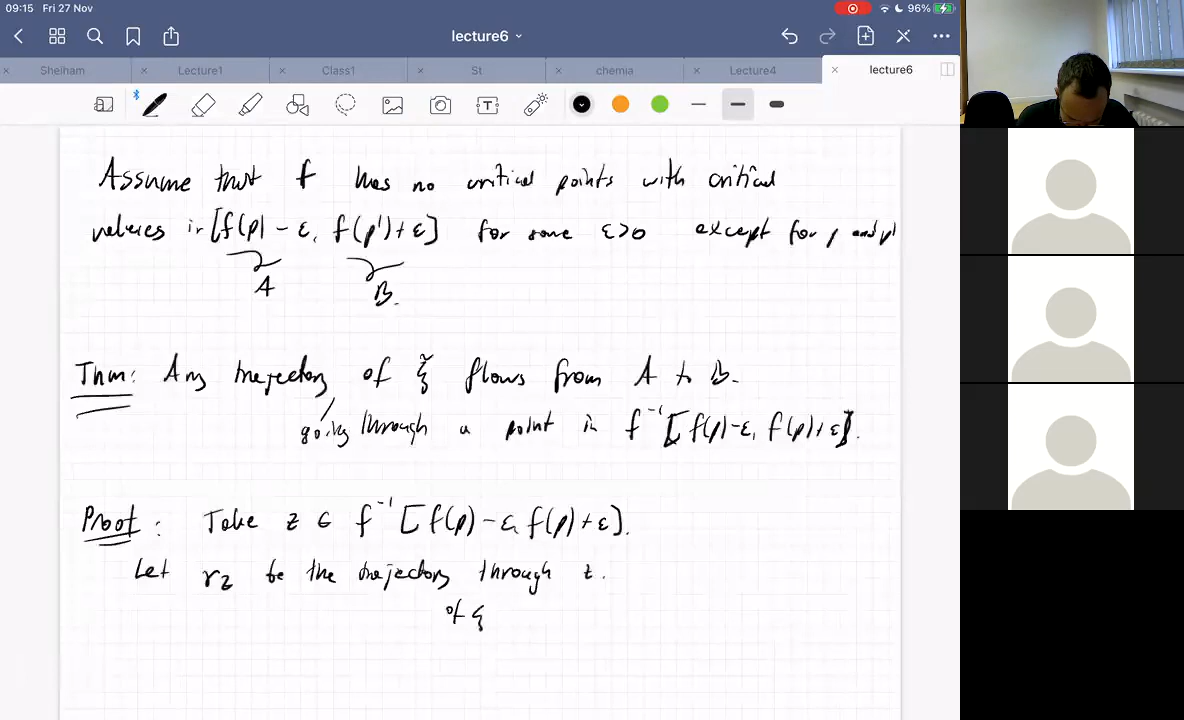 09:15 Fri 27 Nov
96%
lecture6
Shelham
Lecture1
Class1
St
chemia
Lecture4
lecture6
Assume that f has no critical points with critical
values in [f(p) - ε, f(p') + ε] for some ε>0 except for p and p'
A
B.
Thm: Any trajectory of ξ̃ flows from A to B.
going through a point in f⁻¹[f(p)-ε, f(p)+ε].
Proof: Take z ∈ f⁻¹[f(p)-ε, f(p)+ε].
Let γz be the trajectory through z.
of ξ